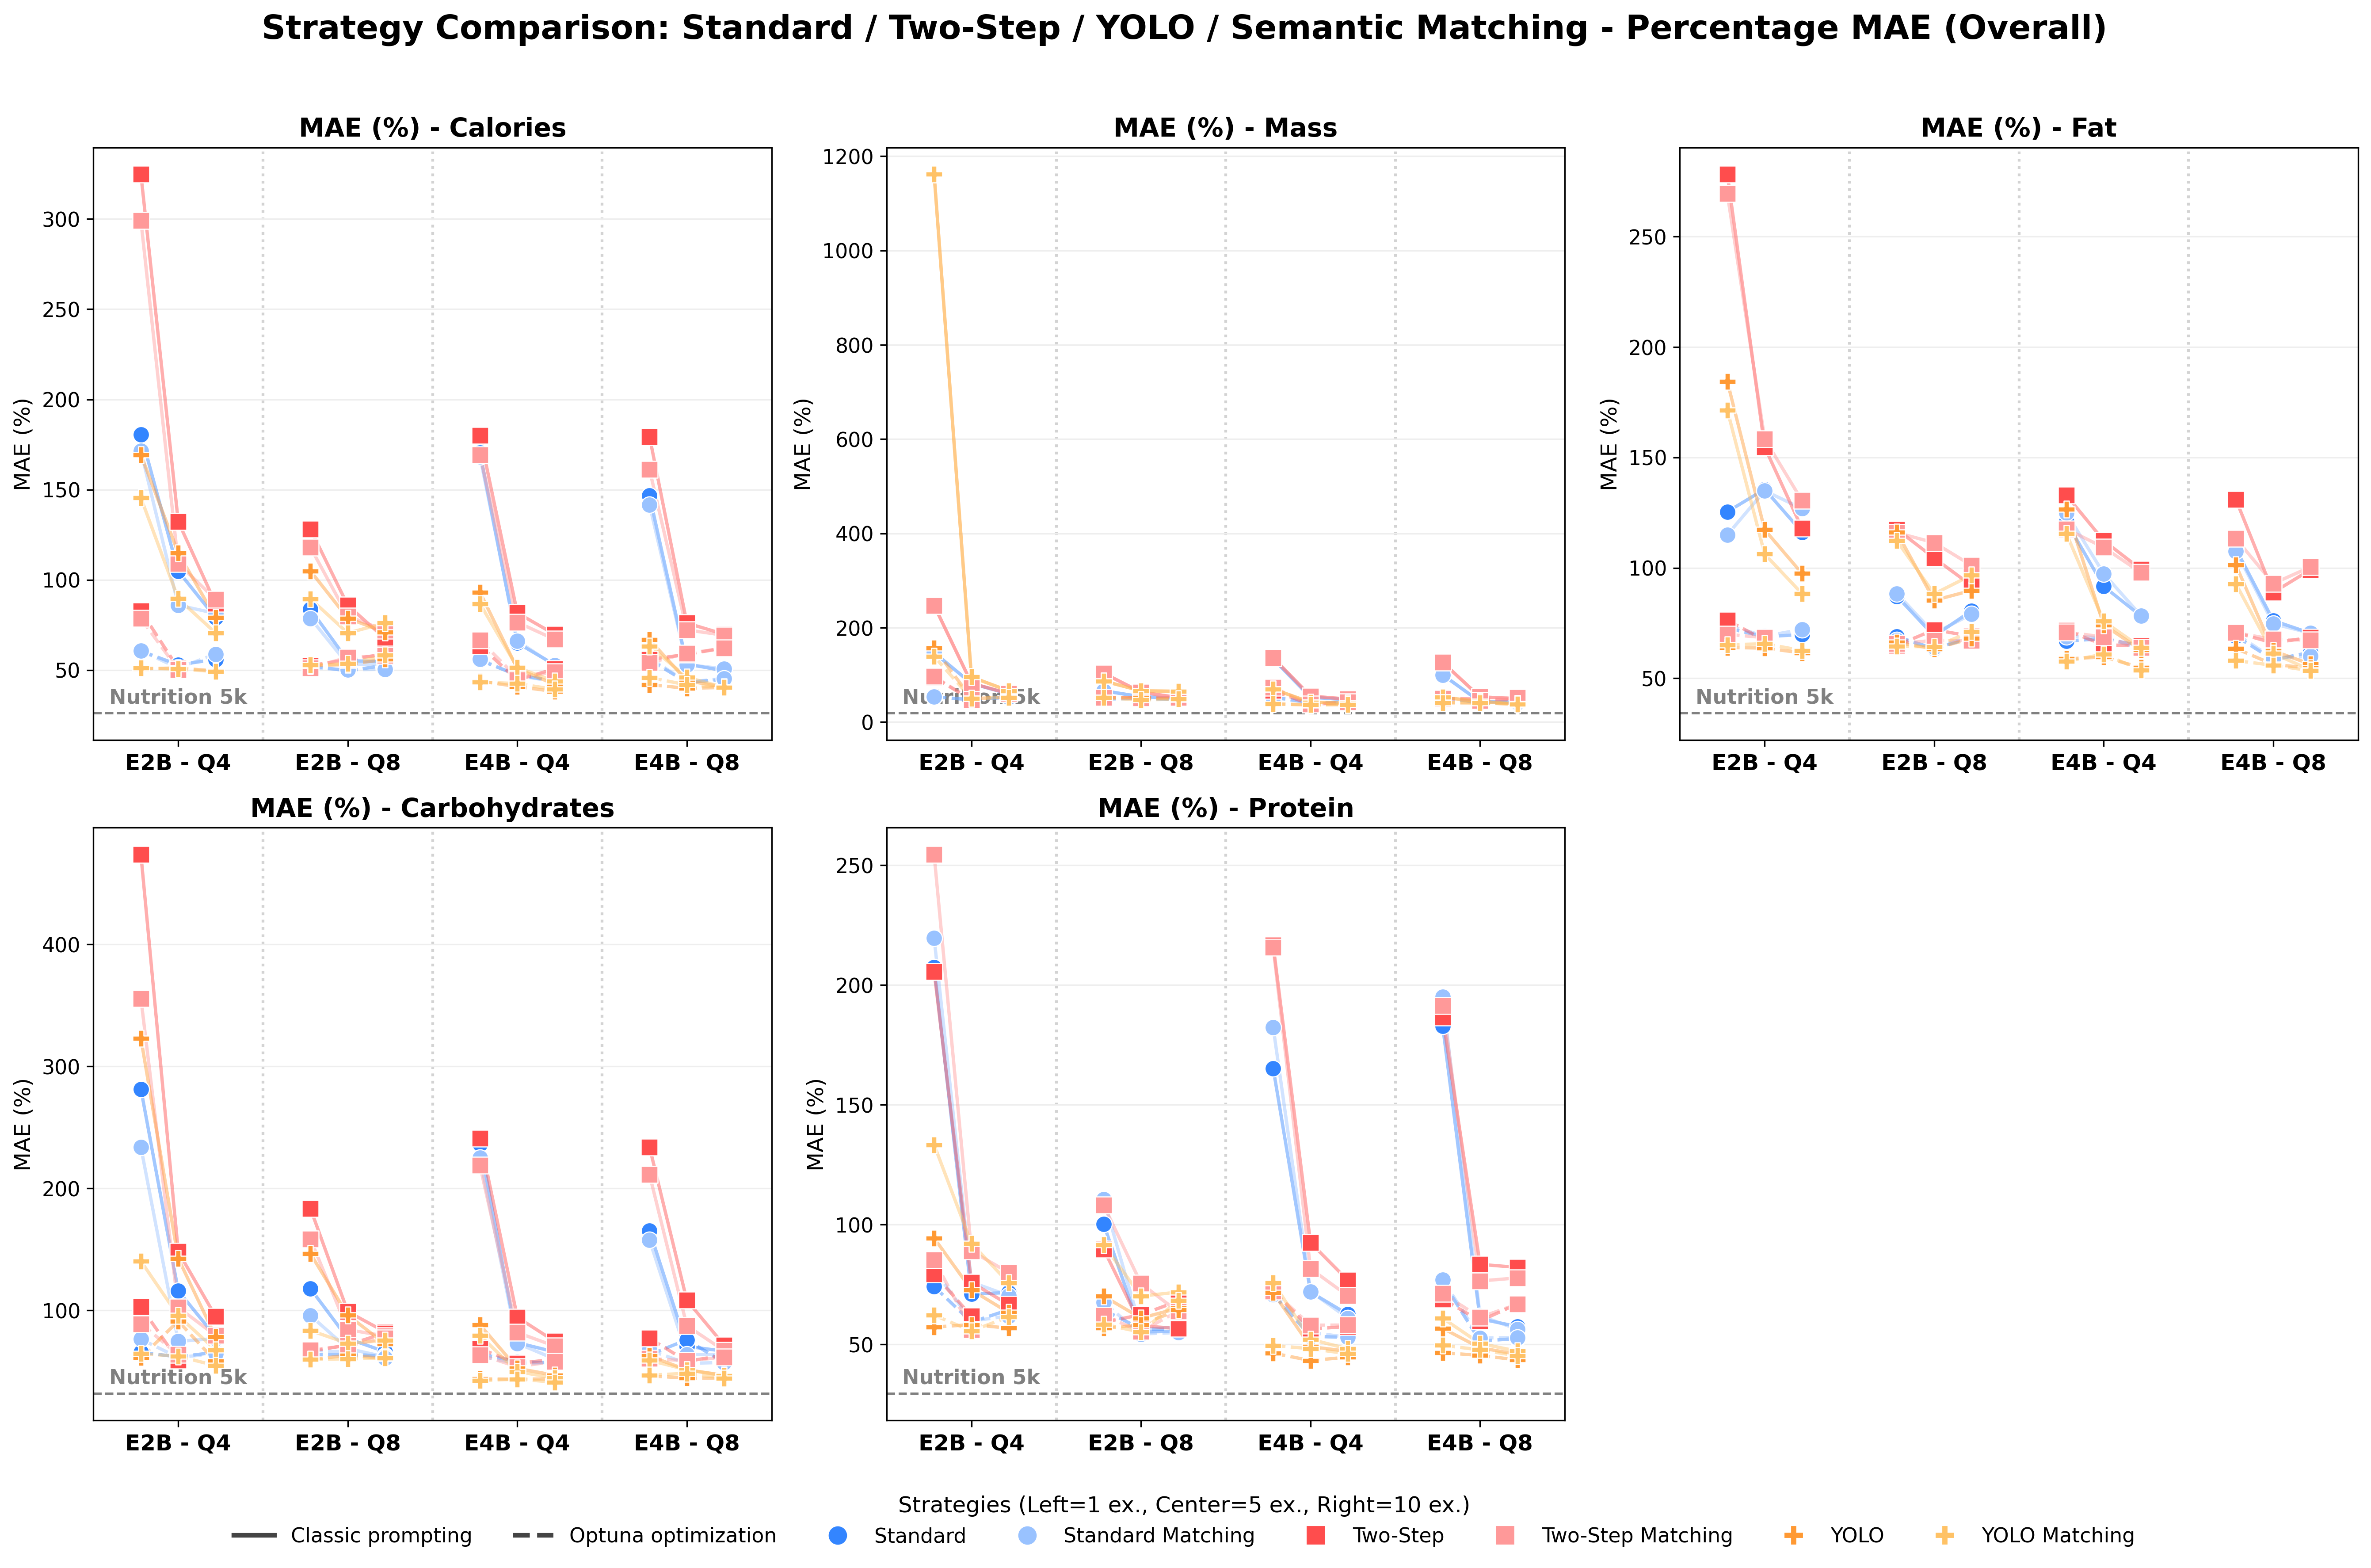 Strategy Comparison: Standard / Two-Step / YOLO / Semantic Matching - Percentage MAE (Overall)
MAE (%) - Calories
MAE (%)
300
250
200
150
100
50
Nutrition 5k
E2B - Q4
E2B - Q8
E4B - Q4
E4B - Q8
MAE (%) - Mass
MAE (%)
1200
1000
800
600
400
200
0
Nutrition 5k
E2B - Q4
E2B - Q8
E4B - Q4
E4B - Q8
MAE (%) - Fat
MAE (%)
250
200
150
100
50
Nutrition 5k
E2B - Q4
E2B - Q8
E4B - Q4
E4B - Q8
MAE (%) - Carbohydrates
MAE (%)
400
300
200
100
Nutrition 5k
E2B - Q4
E2B - Q8
E4B - Q4
E4B - Q8
MAE (%) - Protein
MAE (%)
250
200
150
100
50
Nutrition 5k
E2B - Q4
E2B - Q8
E4B - Q4
E4B - Q8
Strategies (Left=1 ex., Center=5 ex., Right=10 ex.)
Classic prompting
Optuna optimization
Standard
Standard Matching
Two-Step
Two-Step Matching
YOLO
YOLO Matching